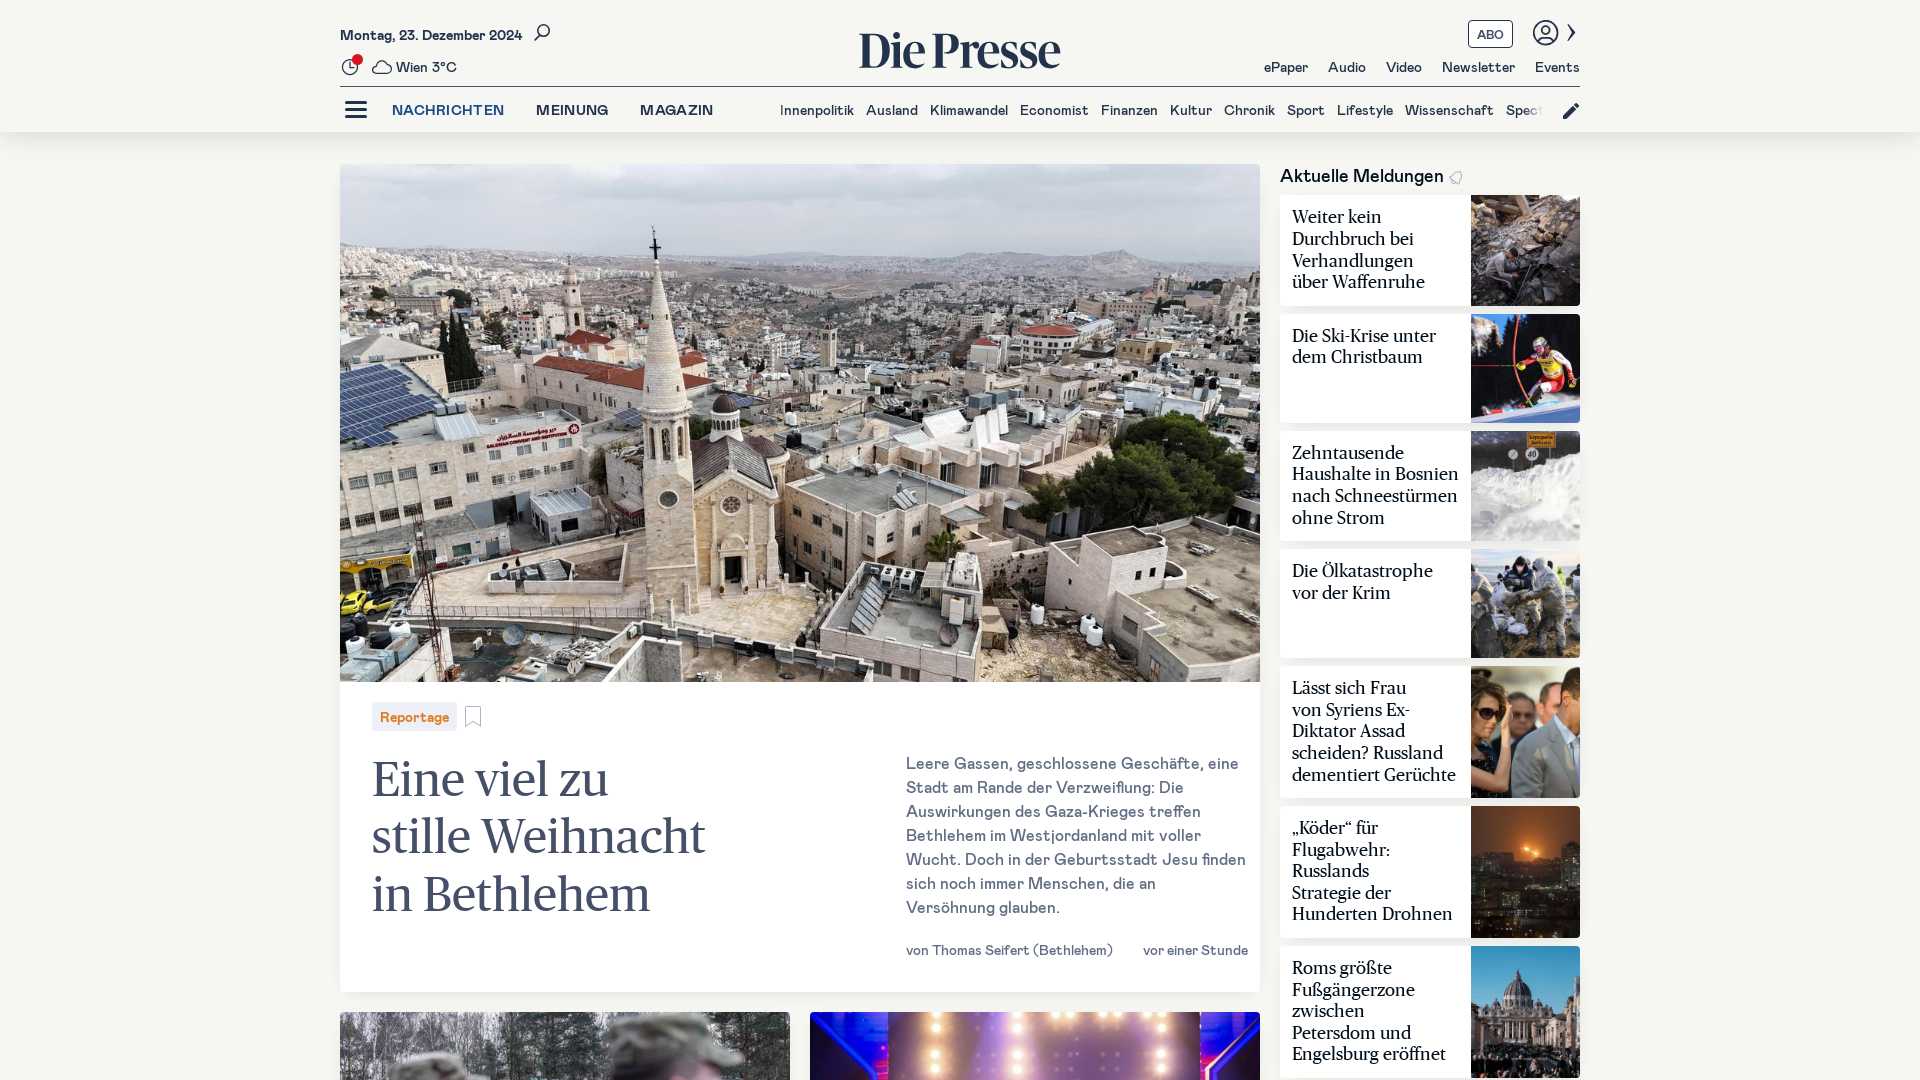 Montag, 23. Dezember 2024
Wien 3°C
Die Presse
ABO
ePaper Audio Video Newsletter Events
NACHRICHTEN MEINUNG MAGAZIN
Innenpolitik Ausland Klimawandel Economist Finanzen Kultur Chronik Sport Lifestyle Wissenschaft Spect
Reportage
Eine viel zu
stille Weihnacht
in Bethlehem
Leere Gassen, geschlossene Geschäfte, eine
Stadt am Rande der Verzweiflung: Die
Auswirkungen des Gaza-Krieges treffen
Bethlehem im Westjordanland mit voller
Wucht. Doch in der Geburtsstadt Jesu finden
sich noch immer Menschen, die an
Versöhnung glauben.
von Thomas Seifert (Bethlehem) vor einer Stunde
Aktuelle Meldungen
Weiter kein
Durchbruch bei
Verhandlungen
über Waffenruhe
Die Ski-Krise unter
dem Christbaum
Zehntausende
Haushalte in Bosnien
nach Schneestürmen
ohne Strom
Die Ölkatastrophe
vor der Krim
Lässt sich Frau
von Syriens Ex-
Diktator Assad
scheiden? Russland
dementiert Gerüchte
„Köder“ für
Flugabwehr:
Russlands
Strategie der
Hunderten Drohnen
Roms größte
Fußgängerzone
zwischen
Petersdom und
Engelsburg eröffnet